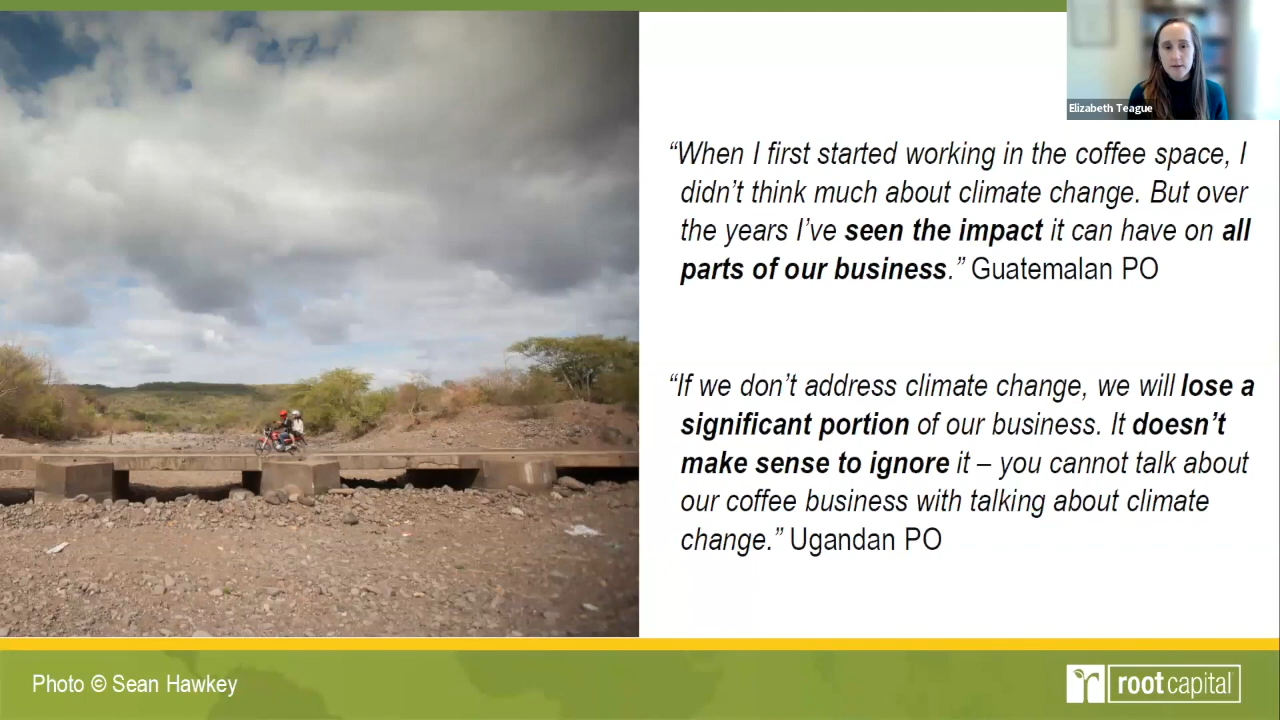 Elizabeth Teague
“When I first started working in the coffee space, I
didn’t think much about climate change. But over
the years I’ve seen the impact it can have on all
parts of our business.” Guatemalan PO
“If we don’t address climate change, we will lose a
significant portion of our business. It doesn’t
make sense to ignore it – you cannot talk about
our coffee business with talking about climate
change.” Ugandan PO
Photo © Sean Hawkey
root capital